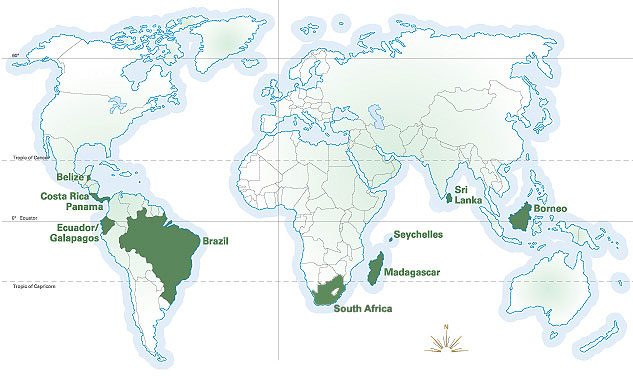 60°
Tropic of Cancer
Belize
Costa Rica
Panama
Sri
Lanka
Borneo
0° Equator
Ecuador/
Galapagos
Brazil
Seychelles
Madagascar
Tropic of Capricorn
South Africa
N